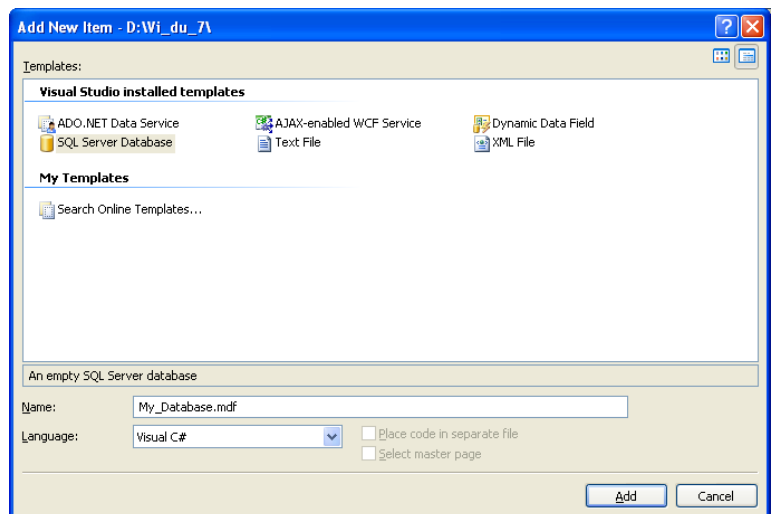 Add New Item - D:\Vi_du_7\
Templates:
Visual Studio installed templates
ADO.NET Data Service AJAX-enabled WCF Service Dynamic Data Field
SQL Server Database Text File XML File
My Templates
Search Online Templates...
An empty SQL Server database
Name: My_Database.mdf
Language: Visual C# Place code in separate file
Select master page
Add Cancel